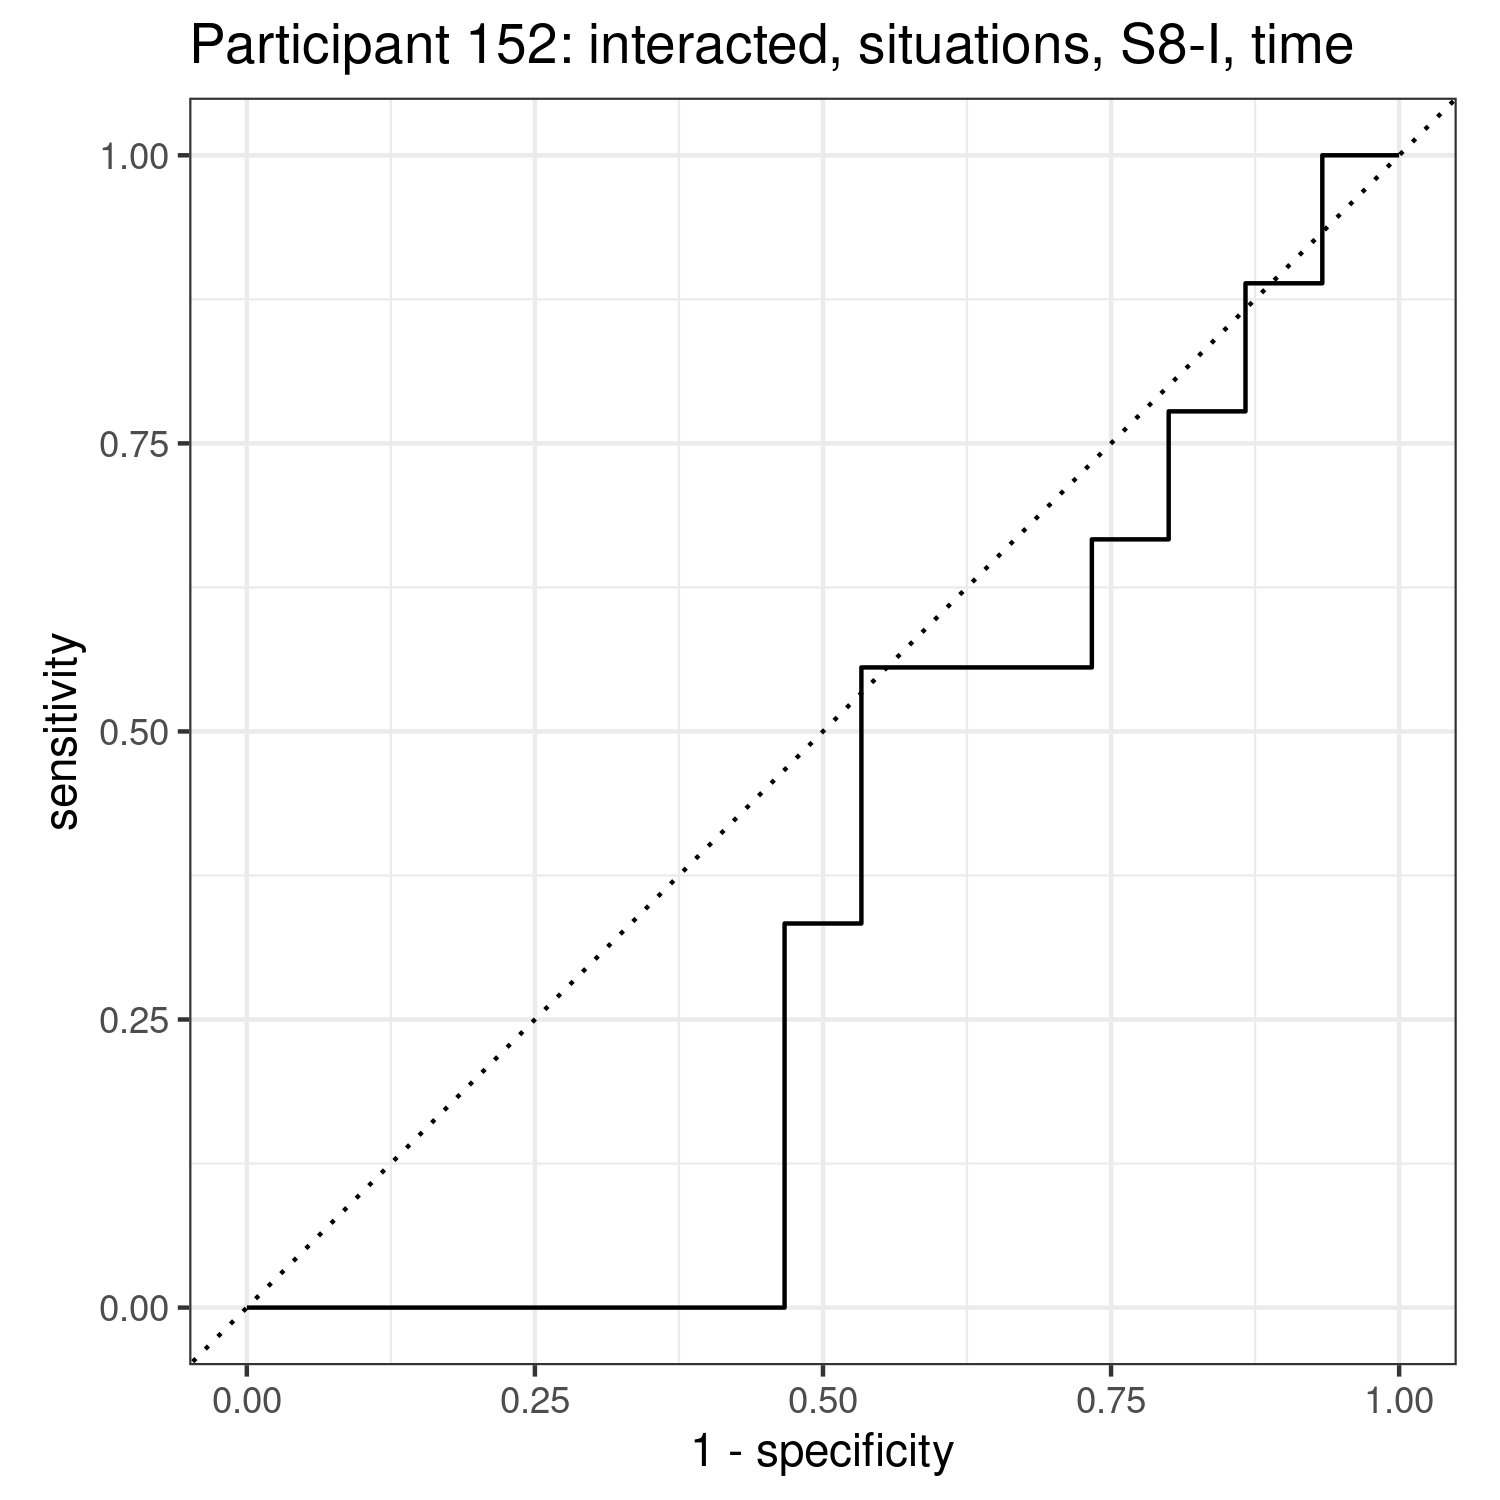 Participant 152: interacted, situations, S8-I, time
1.00
0.75
0.50
0.25
0.00
sensitivity
0.00 0.25 0.50 0.75 1.00
1 - specificity